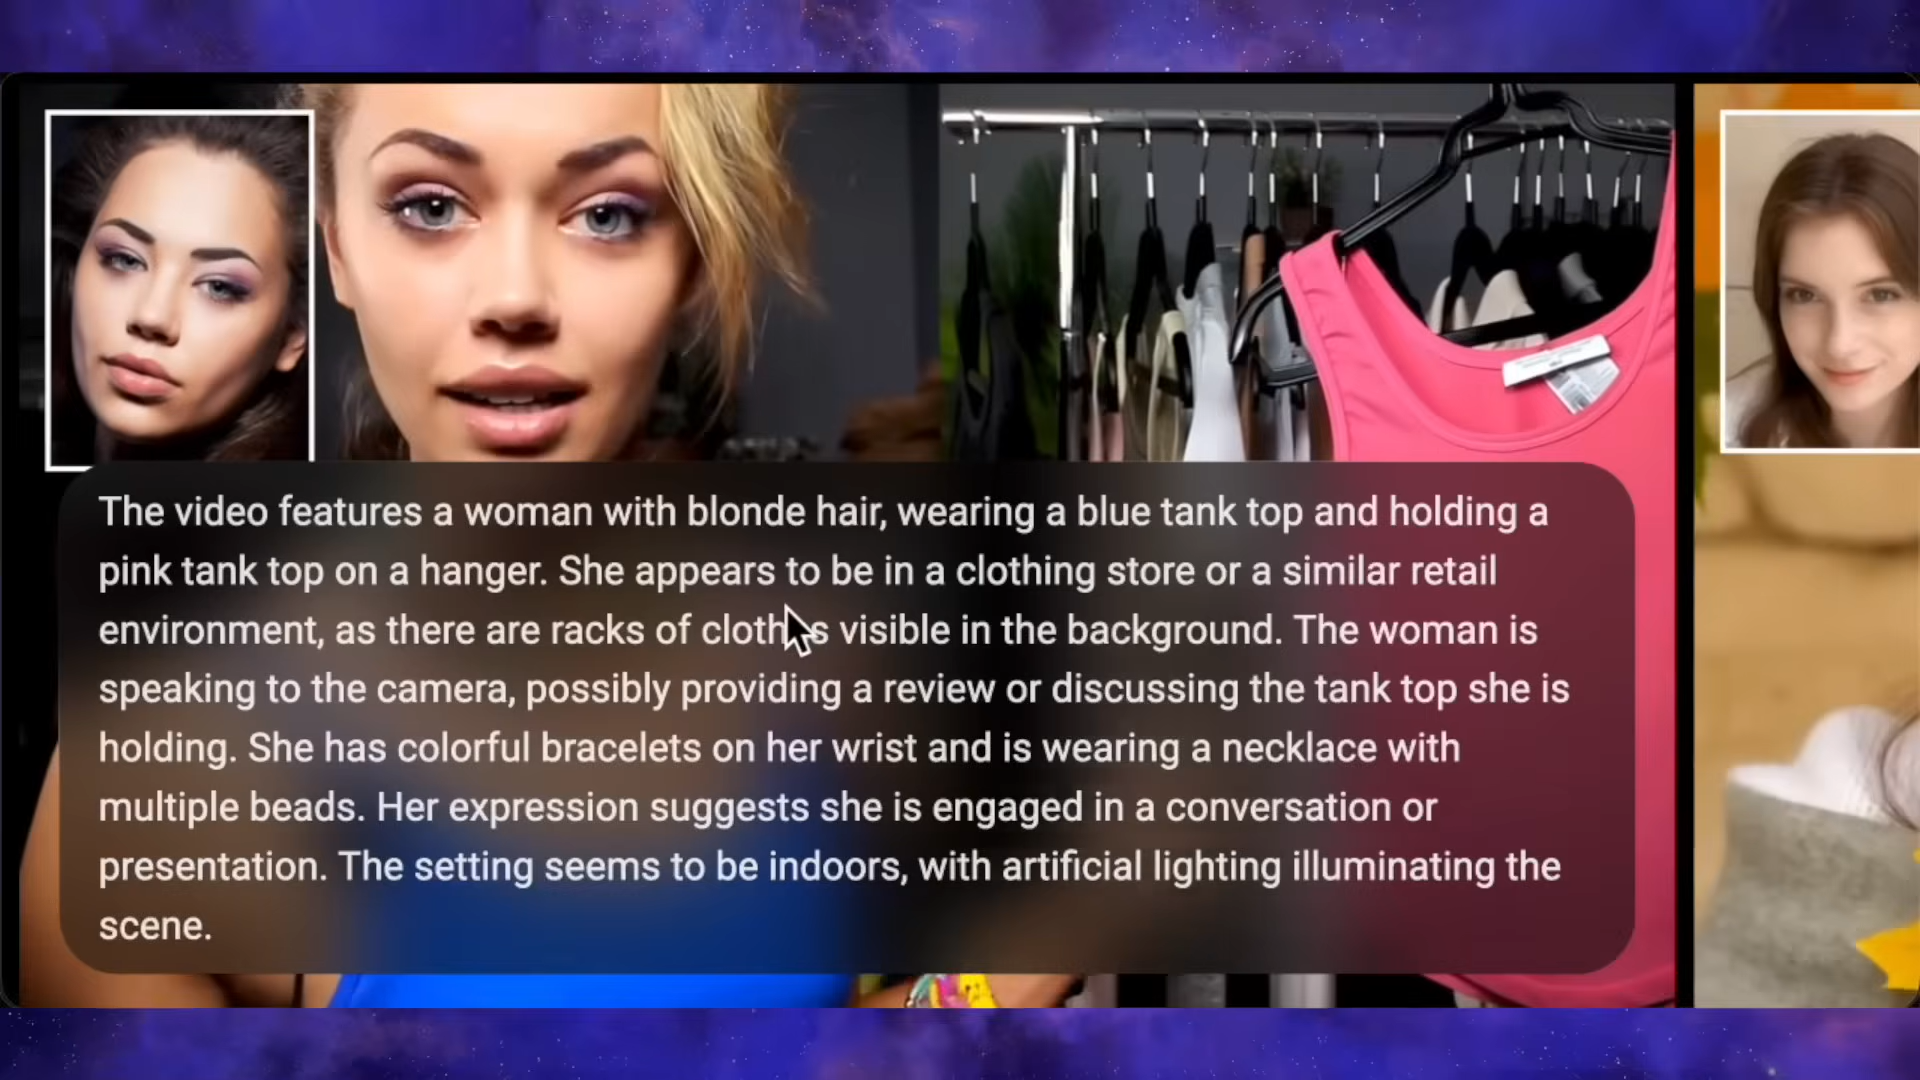 The video features a woman with blonde hair, wearing a blue tank top and holding a
pink tank top on a hanger. She appears to be in a clothing store or a similar retail
environment, as there are racks of clothes visible in the background. The woman is
speaking to the camera, possibly providing a review or discussing the tank top she is
holding. She has colorful bracelets on her wrist and is wearing a necklace with
multiple beads. Her expression suggests she is engaged in a conversation or
presentation. The setting seems to be indoors, with artificial lighting illuminating the
scene.